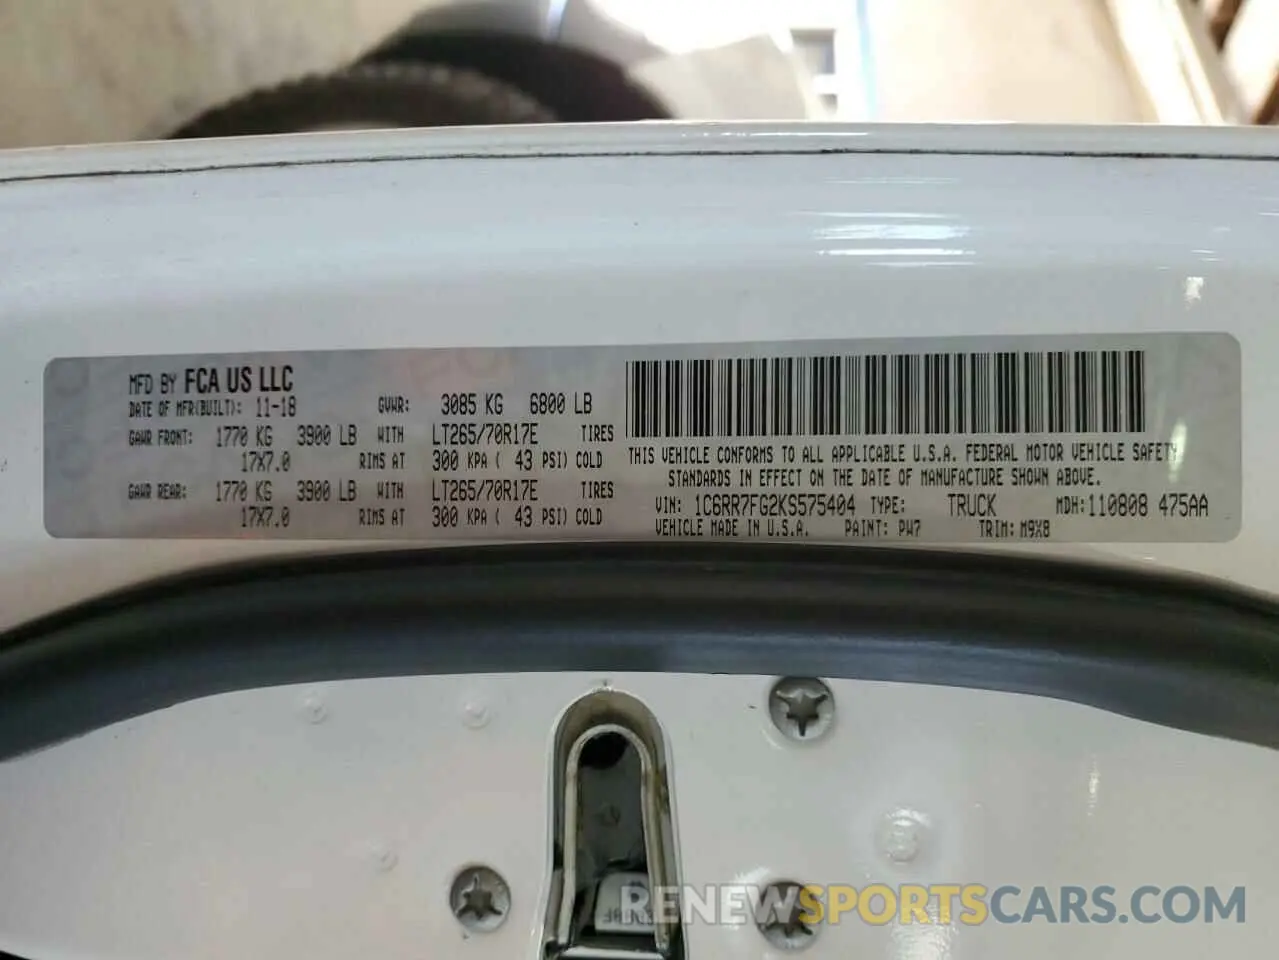 MFD BY FCA US LLC
DATE OF MFR(BUILT): 11-18 GVWR: 3085 KG 6800 LB
GAWR FRONT: 1770 KG 3900 LB WITH LT265/70R17E TIRES
17X7.0 RIMS AT 300 KPA ( 43 PSI) COLD
GAWR REAR: 1770 KG 3900 LB WITH LT265/70R17E TIRES
17X7.0 RIMS AT 300 KPA ( 43 PSI) COLD
THIS VEHICLE CONFORMS TO ALL APPLICABLE U.S.A. FEDERAL MOTOR VEHICLE SAFETY
STANDARDS IN EFFECT ON THE DATE OF MANUFACTURE SHOWN ABOVE.
VIN: 1C6RR7FG2KS575404 TYPE: TRUCK MDH: 110808 475AA
VEHICLE MADE IN U.S.A. PAINT: PW7 TRIM: M9X8
RENEWSPORTSCARS.COM